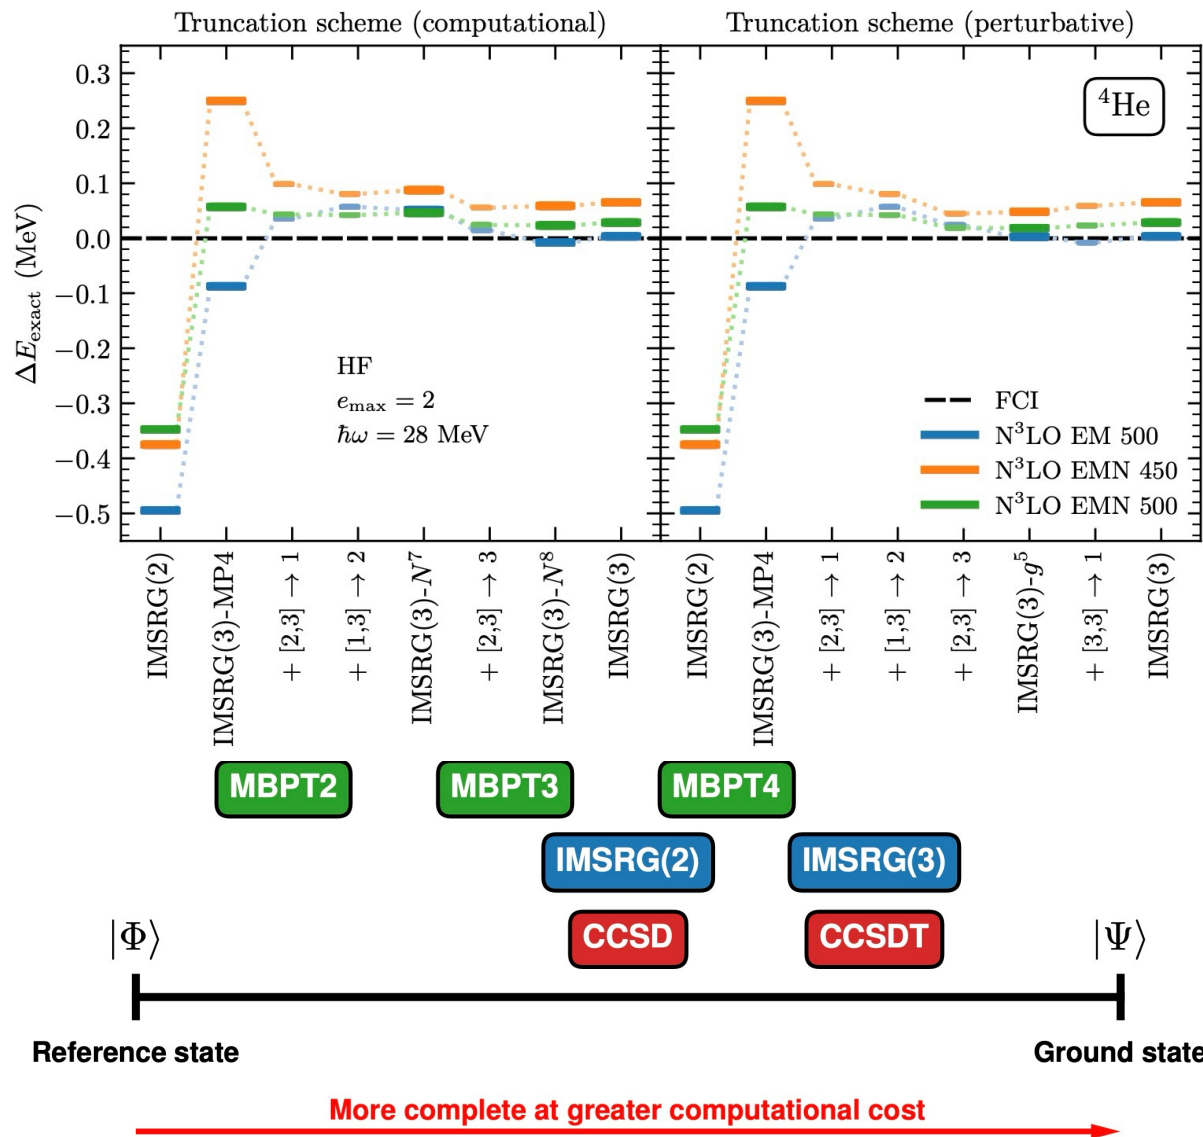 Truncation scheme (computational)
Truncation scheme (perturbative)
ΔE_exact (MeV)
0.3
0.2
0.1
0.0
−0.1
−0.2
−0.3
−0.4
−0.5
HF
e_max = 2
ħω = 28 MeV
⁴He
FCI
N³LO EM 500
N³LO EMN 450
N³LO EMN 500
IMSRG(2)
IMSRG(3)-MP4
+ [2,3] → 1
+ [1,3] → 2
IMSRG(3)-N⁷
+ [2,3] → 3
IMSRG(3)-N⁸
IMSRG(3)
IMSRG(2)
IMSRG(3)-MP4
+ [2,3] → 1
+ [1,3] → 2
+ [2,3] → 3
IMSRG(3)-g⁵
+ [3,3] → 1
IMSRG(3)
MBPT2 MBPT3 MBPT4
IMSRG(2) IMSRG(3)
CCSD CCSDT
|Φ⟩ |Ψ⟩
Reference state Ground state
More complete at greater computational cost